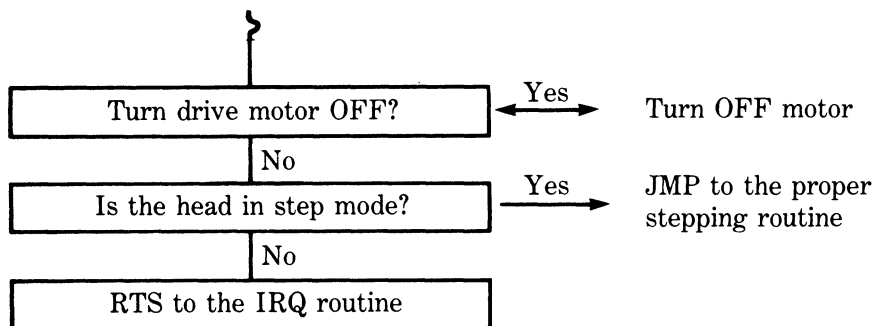 Turn drive motor OFF?
Yes
Turn OFF motor
No
Is the head in step mode?
Yes
JMP to the proper
stepping routine
No
RTS to the IRQ routine